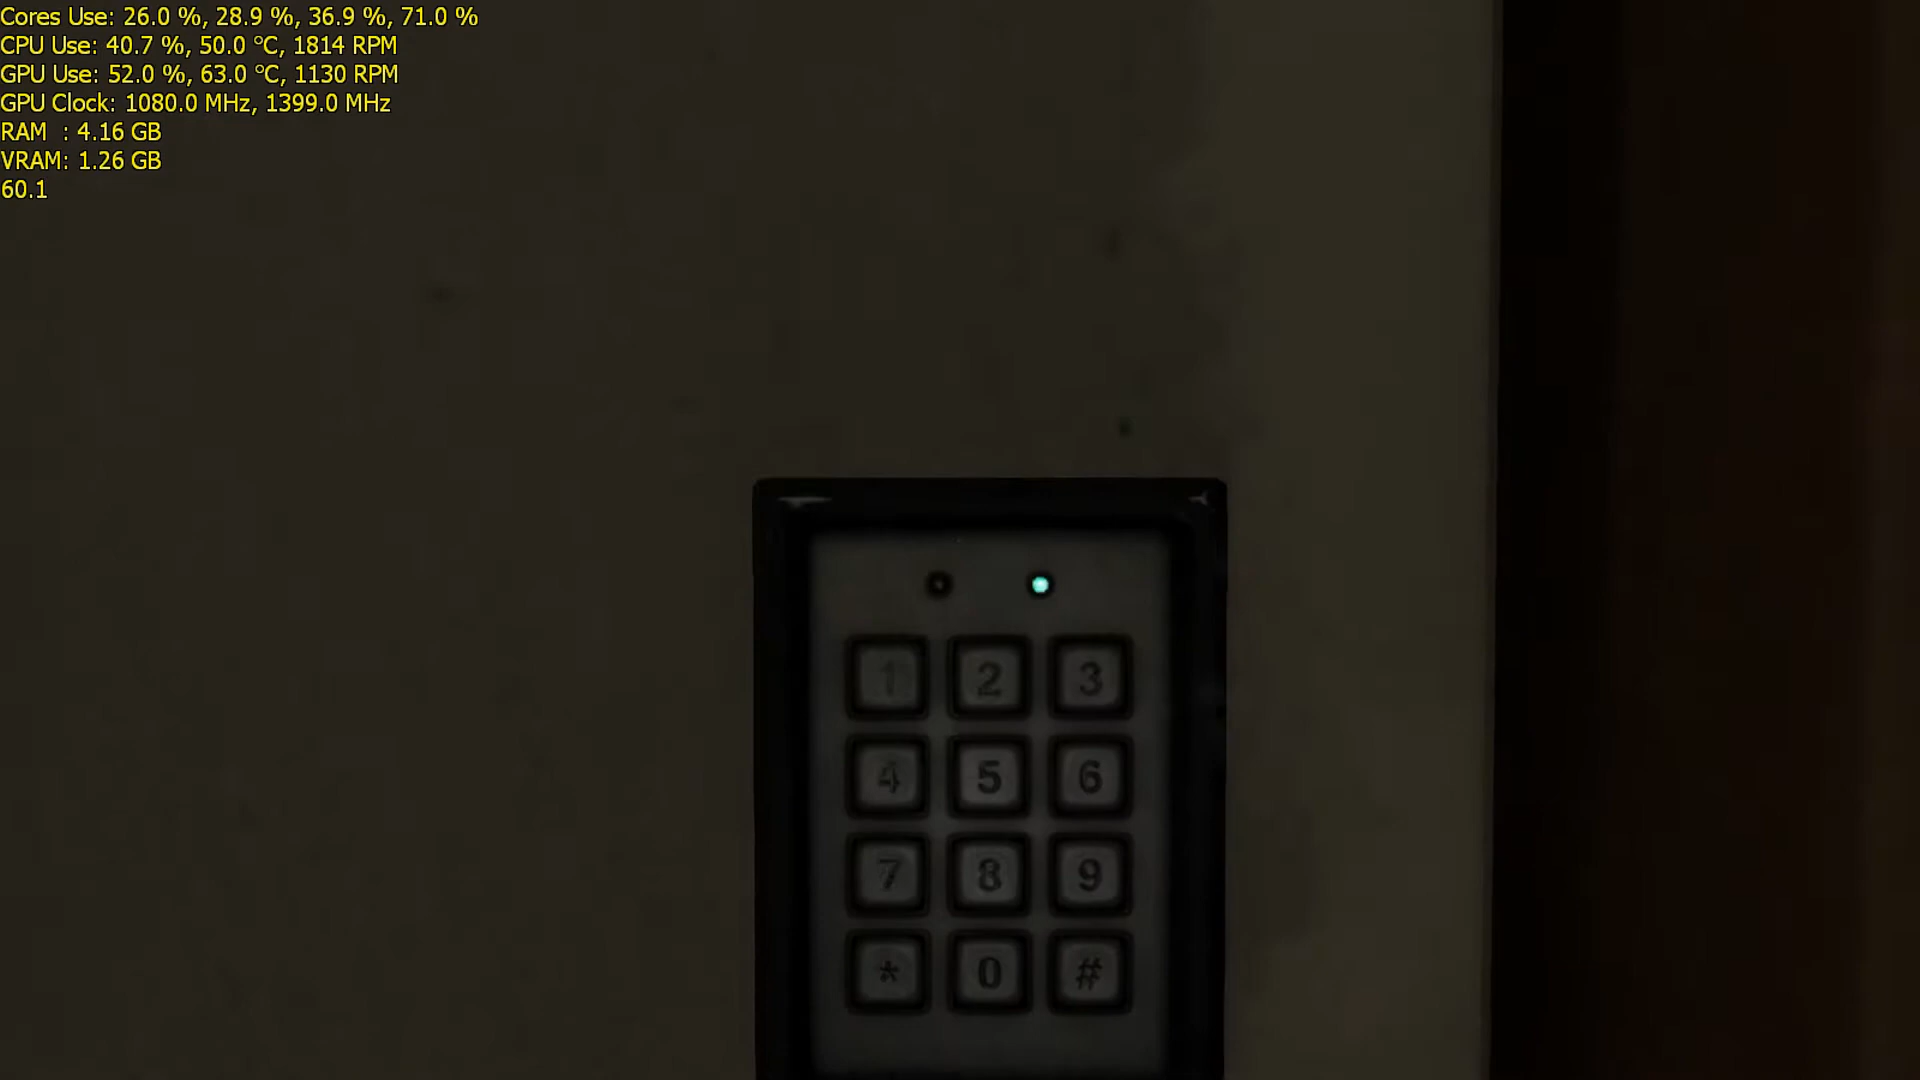 Cores Use: 26.0 %, 28.9 %, 36.9 %, 71.0 %
CPU Use: 40.7 %, 50.0 °C, 1814 RPM
GPU Use: 52.0 %, 63.0 °C, 1130 RPM
GPU Clock: 1080.0 MHz, 1399.0 MHz
RAM : 4.16 GB
VRAM: 1.26 GB
60.1
1 2 3
4 5 6
7 8 9
* 0 #